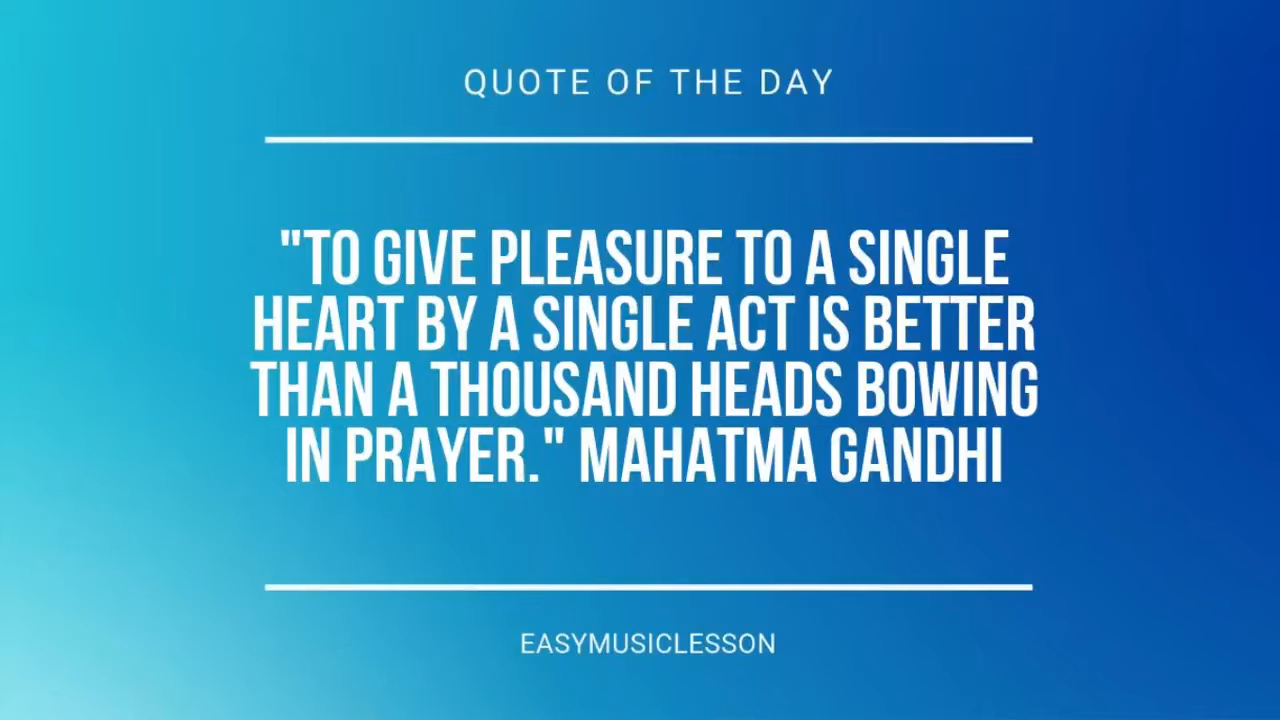 QUOTE OF THE DAY
"TO GIVE PLEASURE TO A SINGLE
HEART BY A SINGLE ACT IS BETTER
THAN A THOUSAND HEADS BOWING
IN PRAYER." MAHATMA GANDHI
EASYMUSICLESSON